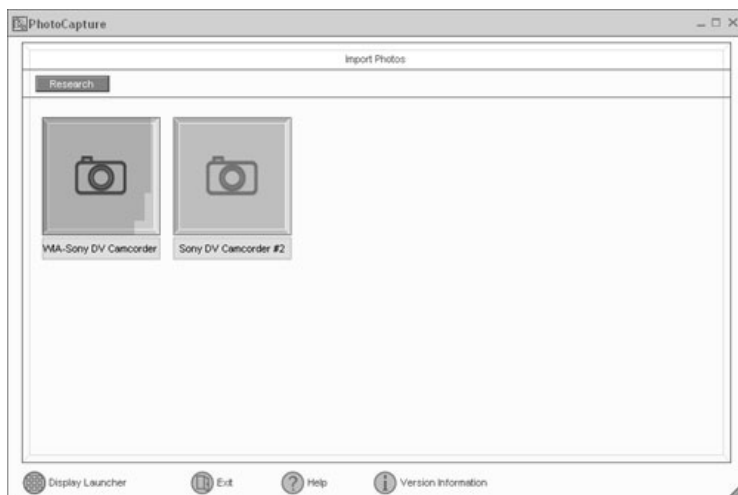 PhotoCapture
Import Photos
Research
WIA-Sony DV Camcorder
Sony DV Camcorder #2
Display Launcher
Exit
Help
Version Information